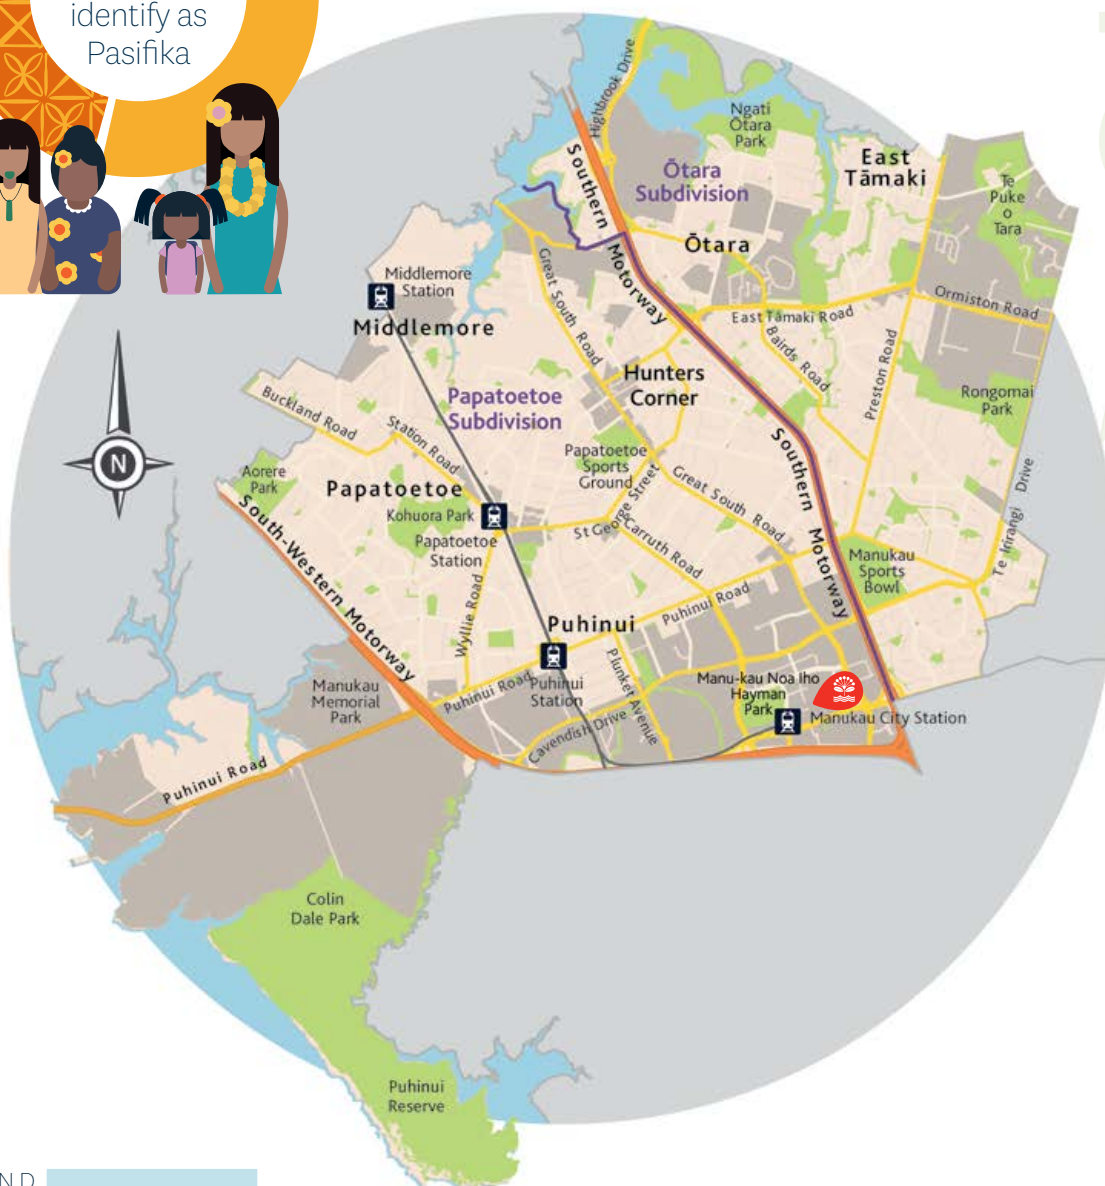 identify as
Pasifika
Highbrook Drive
Ngati
Ōtara
Park
East
Tāmaki
Te
Puke
o
Tara
Ōtara
Subdivision
Southern Motorway
Ōtara
Middlemore
Station
Middlemore
Great South Road
East Tāmaki Road
Ormiston Road
Bairds Road
Preston Road
Hunters
Corner
Rongomai
Park
Papatoetoe
Subdivision
Buckland Road
Station Road
N
Papatoetoe
Sports
Ground
Aorere
Park
Papatoetoe
Kohuora Park
Papatoetoe
Station
St George Street
Great South Road
Southern Motorway
Te Irirangi Drive
South-Western Motorway
Carruth Road
Manukau
Sports
Bowl
Wyllie Road
Puhinui
Puhinui Road
Puhinui
Station
Puhinui Road
Plunket Avenue
Manu-kau Noa Iho
Hayman
Park
Manukau City Station
Manukau
Memorial
Park
Cavendish Drive
Puhinui Road
Colin
Dale Park
Puhinui
Reserve